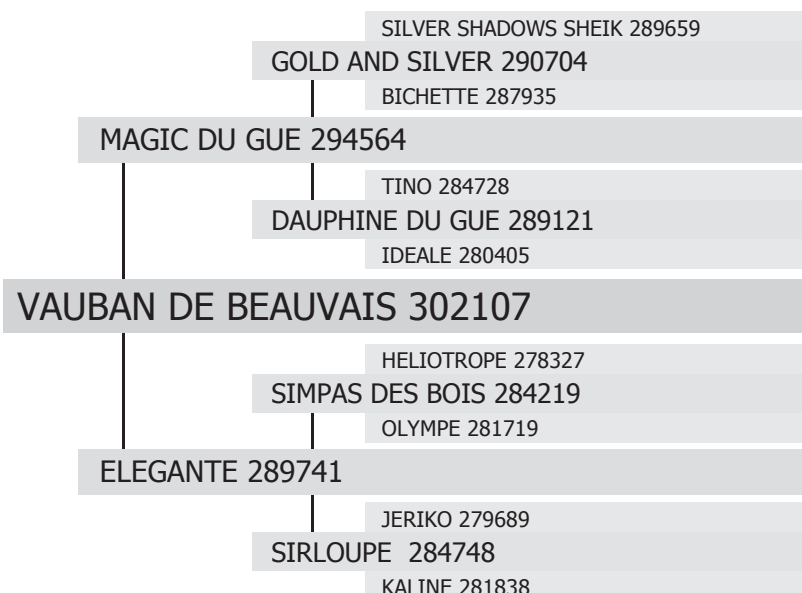 SILVER SHADOWS SHEIK 289659
GOLD AND SILVER 290704
BICHETTE 287935
MAGIC DU GUE 294564
TINO 284728
DAUPHINE DU GUE 289121
IDEALE 280405
VAUBAN DE BEAUVAIS 302107
HELIOTROPE 278327
SIMPAS DES BOIS 284219
OLYMPE 281719
ELEGANTE 289741
JERIKO 279689
SIRLOUPE 284748
KALINE 281838